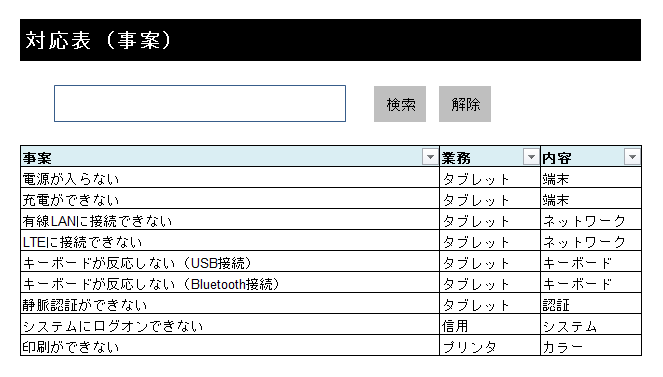 対応表（事案）
検索 解除
事案 業務 内容
電源が入らない タブレット 端末
充電ができない タブレット 端末
有線LANに接続できない タブレット ネットワーク
LTEに接続できない タブレット ネットワーク
キーボードが反応しない（USB接続） タブレット キーボード
キーボードが反応しない（Bluetooth接続） タブレット キーボード
静脈認証ができない タブレット 認証
システムにログオンできない 信用 システム
印刷ができない プリンタ カラー